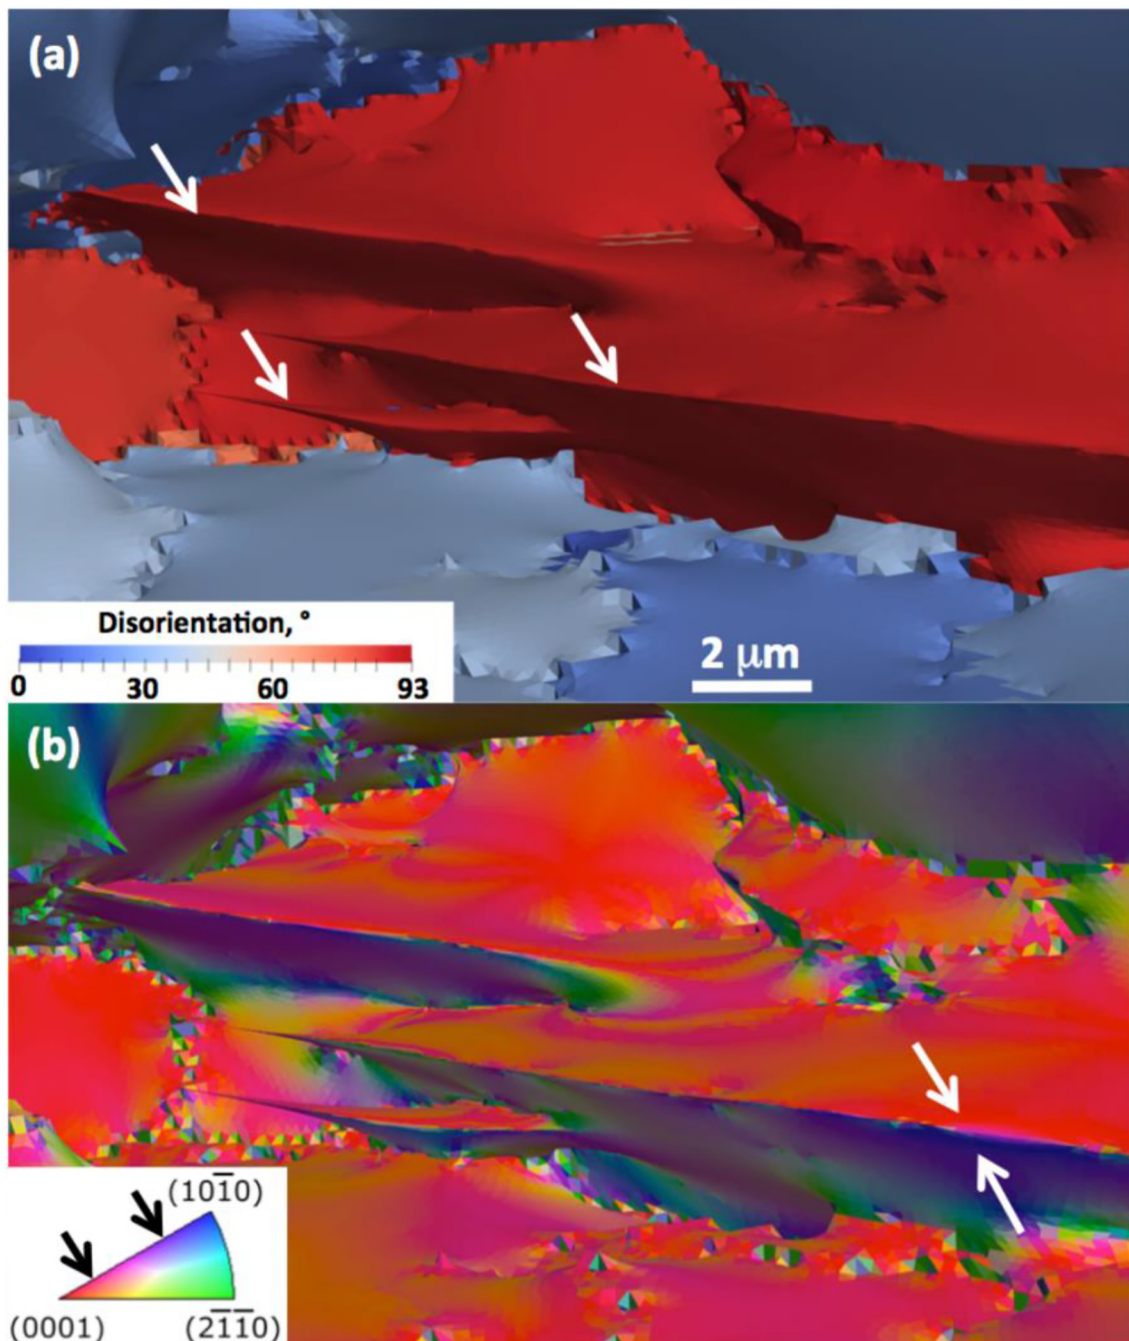 (a)
Disorientation, °
0 30 60 93
2 μm
(b)
(101̅0)
(0001) (21̅1̅0)